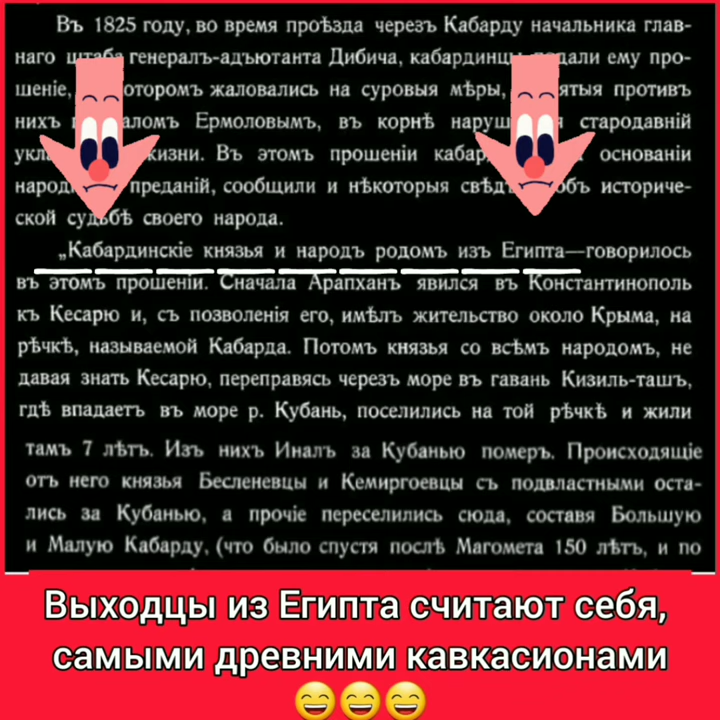 Въ 1825 году, во время проѣзда черезъ Кабарду начальника глав-
наго штаба генералъ-адъютанта Дибича, кабардинцы подали ему про-
шеніе, жаловались на суровыя мѣры, противъ
нихъ Ермоловымъ, въ корнѣ стародавній
жизни. Въ этомъ прошеніи основаніи
преданій, сообщили и нѣкоторыя объ историче-
ской судьбѣ своего народа.
„Кабардинскіе князья и народъ родомъ изъ Египта—говорилось
въ этомъ прошеніи. Сначала Арапханъ явился въ Константинополь
къ Кесарю и, съ позволенія его, имѣлъ жительство около Крыма, на
рѣчкѣ, называемой Кабарда. Потомъ князья со всѣмъ народомъ, не
давая знать Кесарю, переправясь черезъ море въ гавань Кизиль-ташъ,
гдѣ впадаетъ въ море р. Кубань, поселились на той рѣчкѣ и жили
тамъ 7 лѣтъ. Изъ нихъ Иналъ за Кубанью померъ. Происходящіе
отъ него князья Бесленевцы и Кемиргоевцы съ подвластными оста-
лись за Кубанью, а прочіе переселились сюда, составя Большую
и Малую Кабарду, (что было спустя послѣ Магомета 150 лѣтъ, и по
Выходцы из Египта считают себя,
самыми древними кавкасионами
😄😄😄